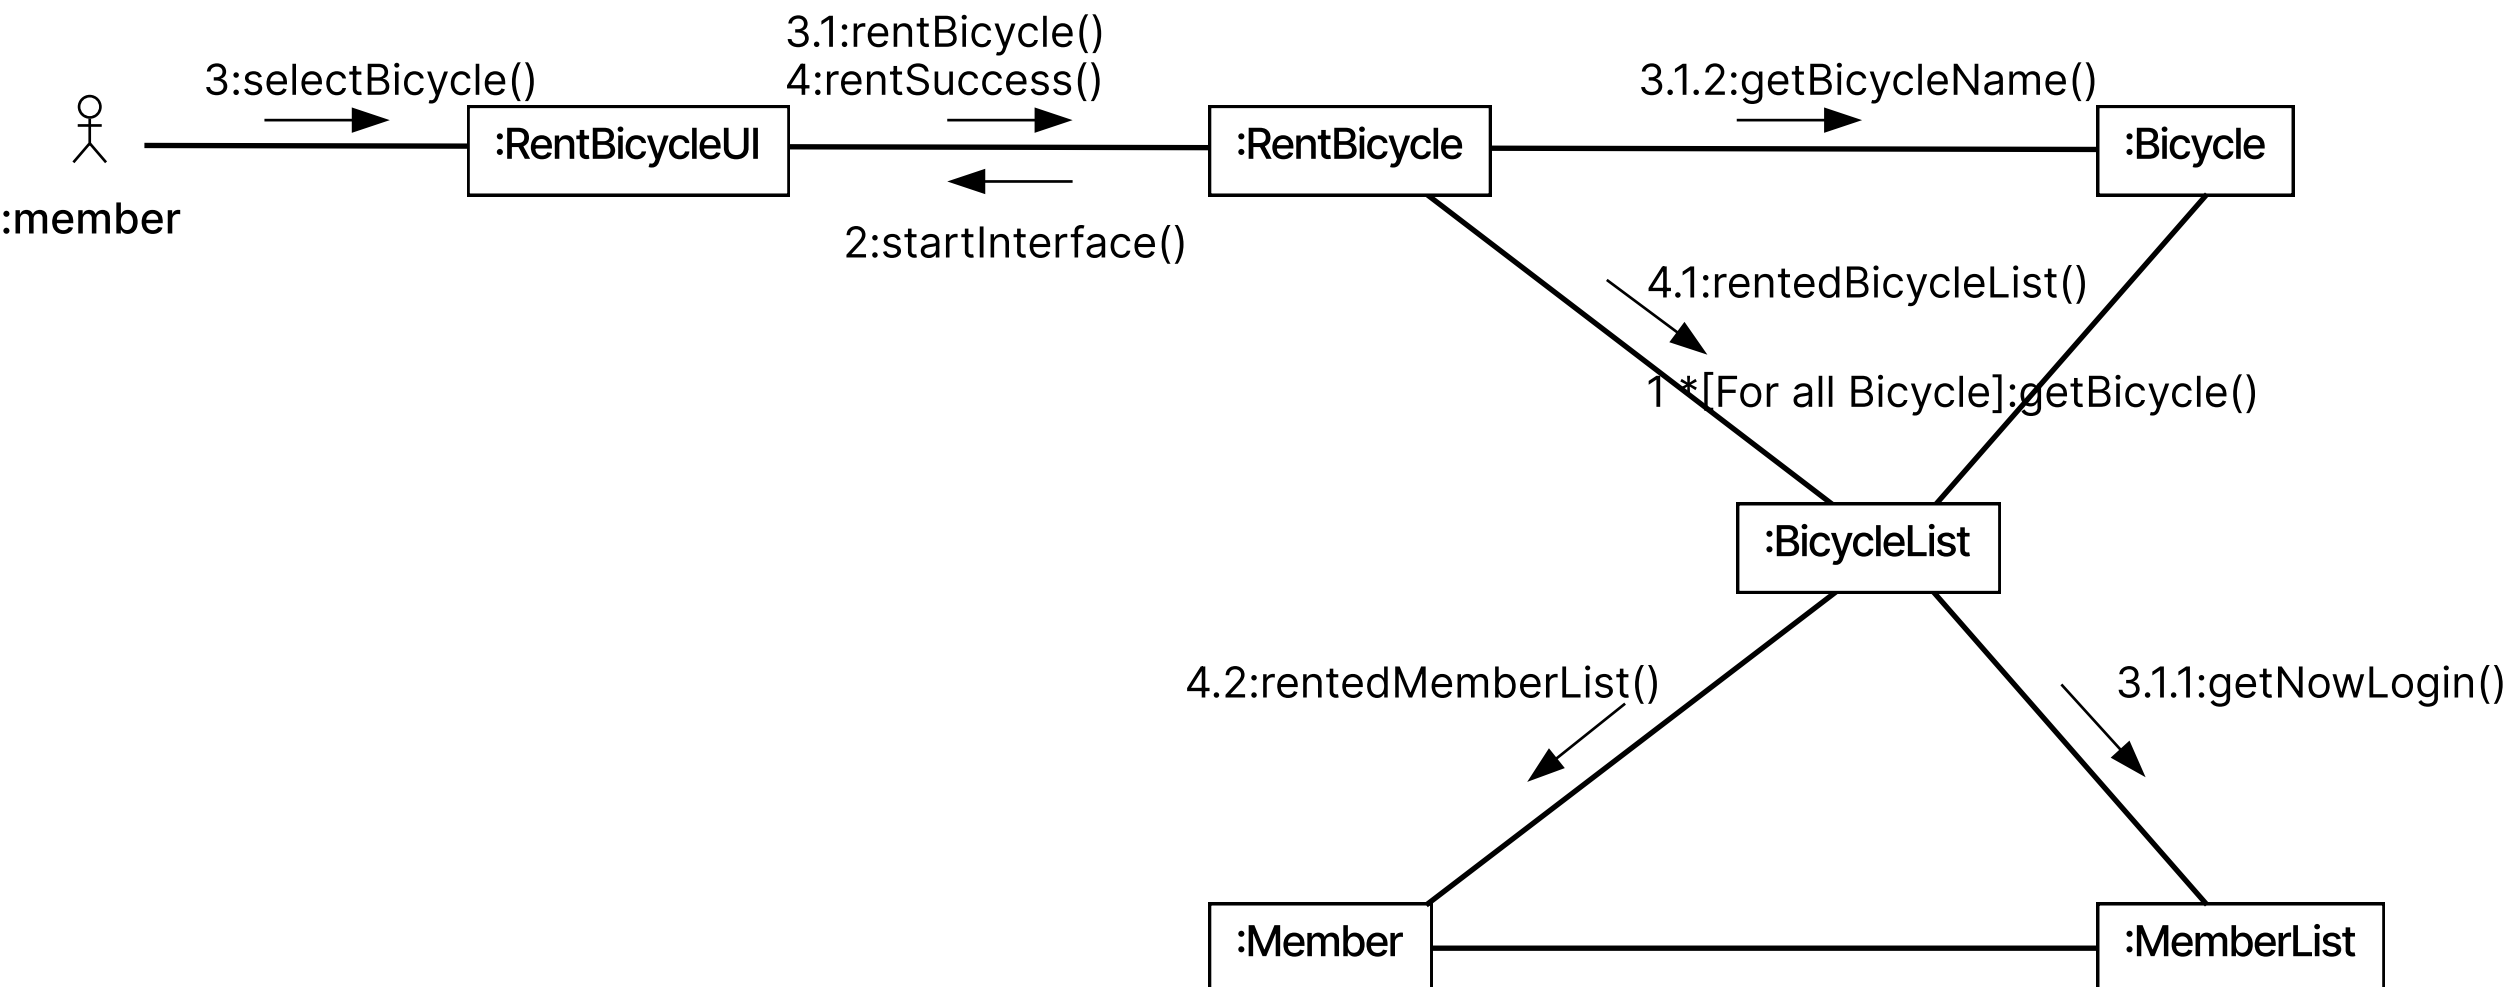 3.1:rentBicycle()
3:selectBicycle()
4:rentSuccess()
3.1.2:getBicycleName()
:RentBicycleUI
:RentBicycle
:Bicycle
:member
2:startInterface()
4.1:rentedBicycleList()
1 *[For all Bicycle]:getBicycle()
:BicycleList
4.2:rentedMemberList()
3.1.1:getNowLogin()
:Member
:MemberList